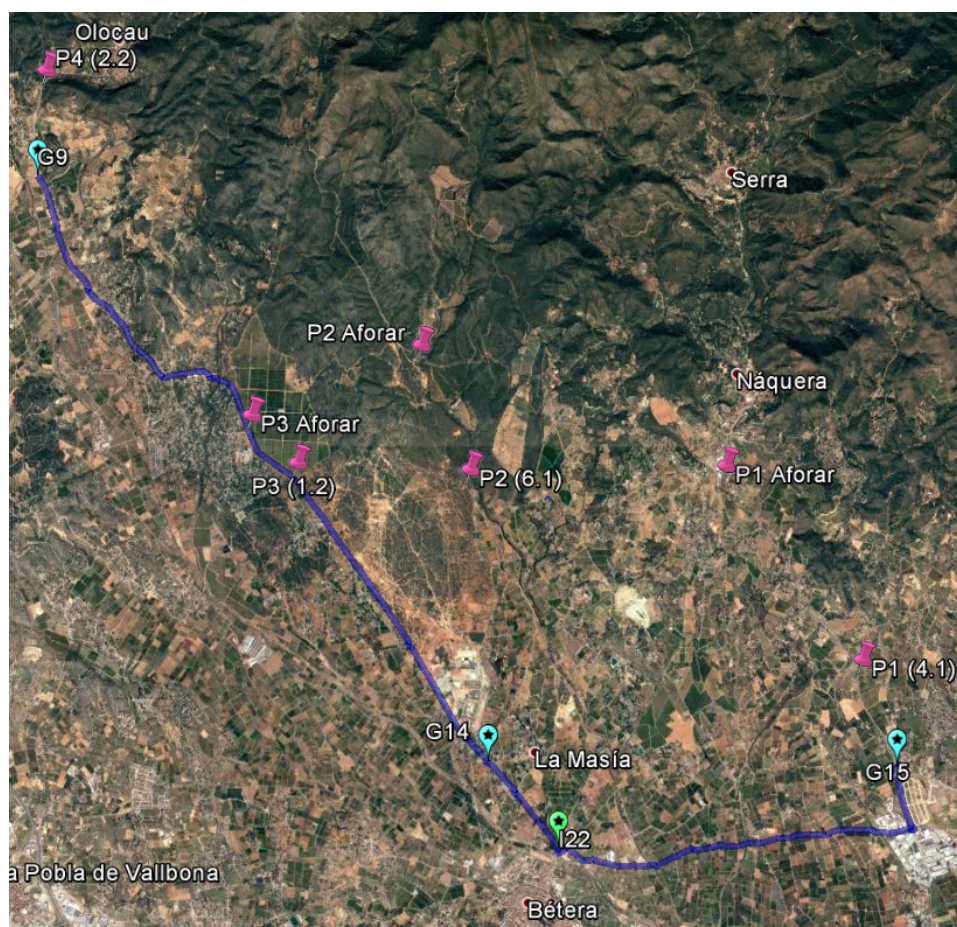 Olocau
P4 (2.2)
G9
Serra
P2 Aforar
Náquera
P3 Aforar
P3 (1.2)
P2 (6.1)
P1 Aforar
P1 (4.1)
G14
La Masía
G15
I22
a Pobla de Vallbona
Bétera